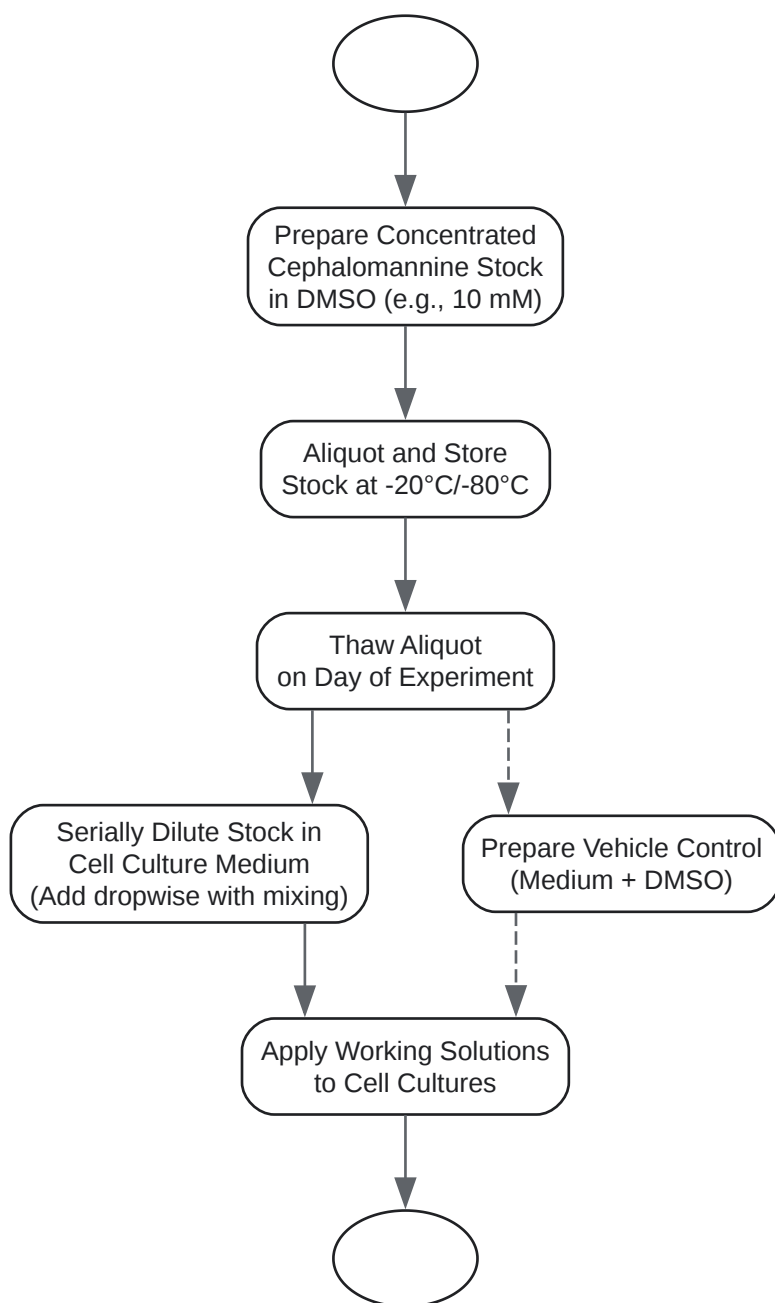 Prepare Concentrated
Cephalomannine Stock
in DMSO (e.g., 10 mM)
Aliquot and Store
Stock at -20°C/-80°C
Thaw Aliquot
on Day of Experiment
Serially Dilute Stock in
Cell Culture Medium
(Add dropwise with mixing)
Prepare Vehicle Control
(Medium + DMSO)
Apply Working Solutions
to Cell Cultures